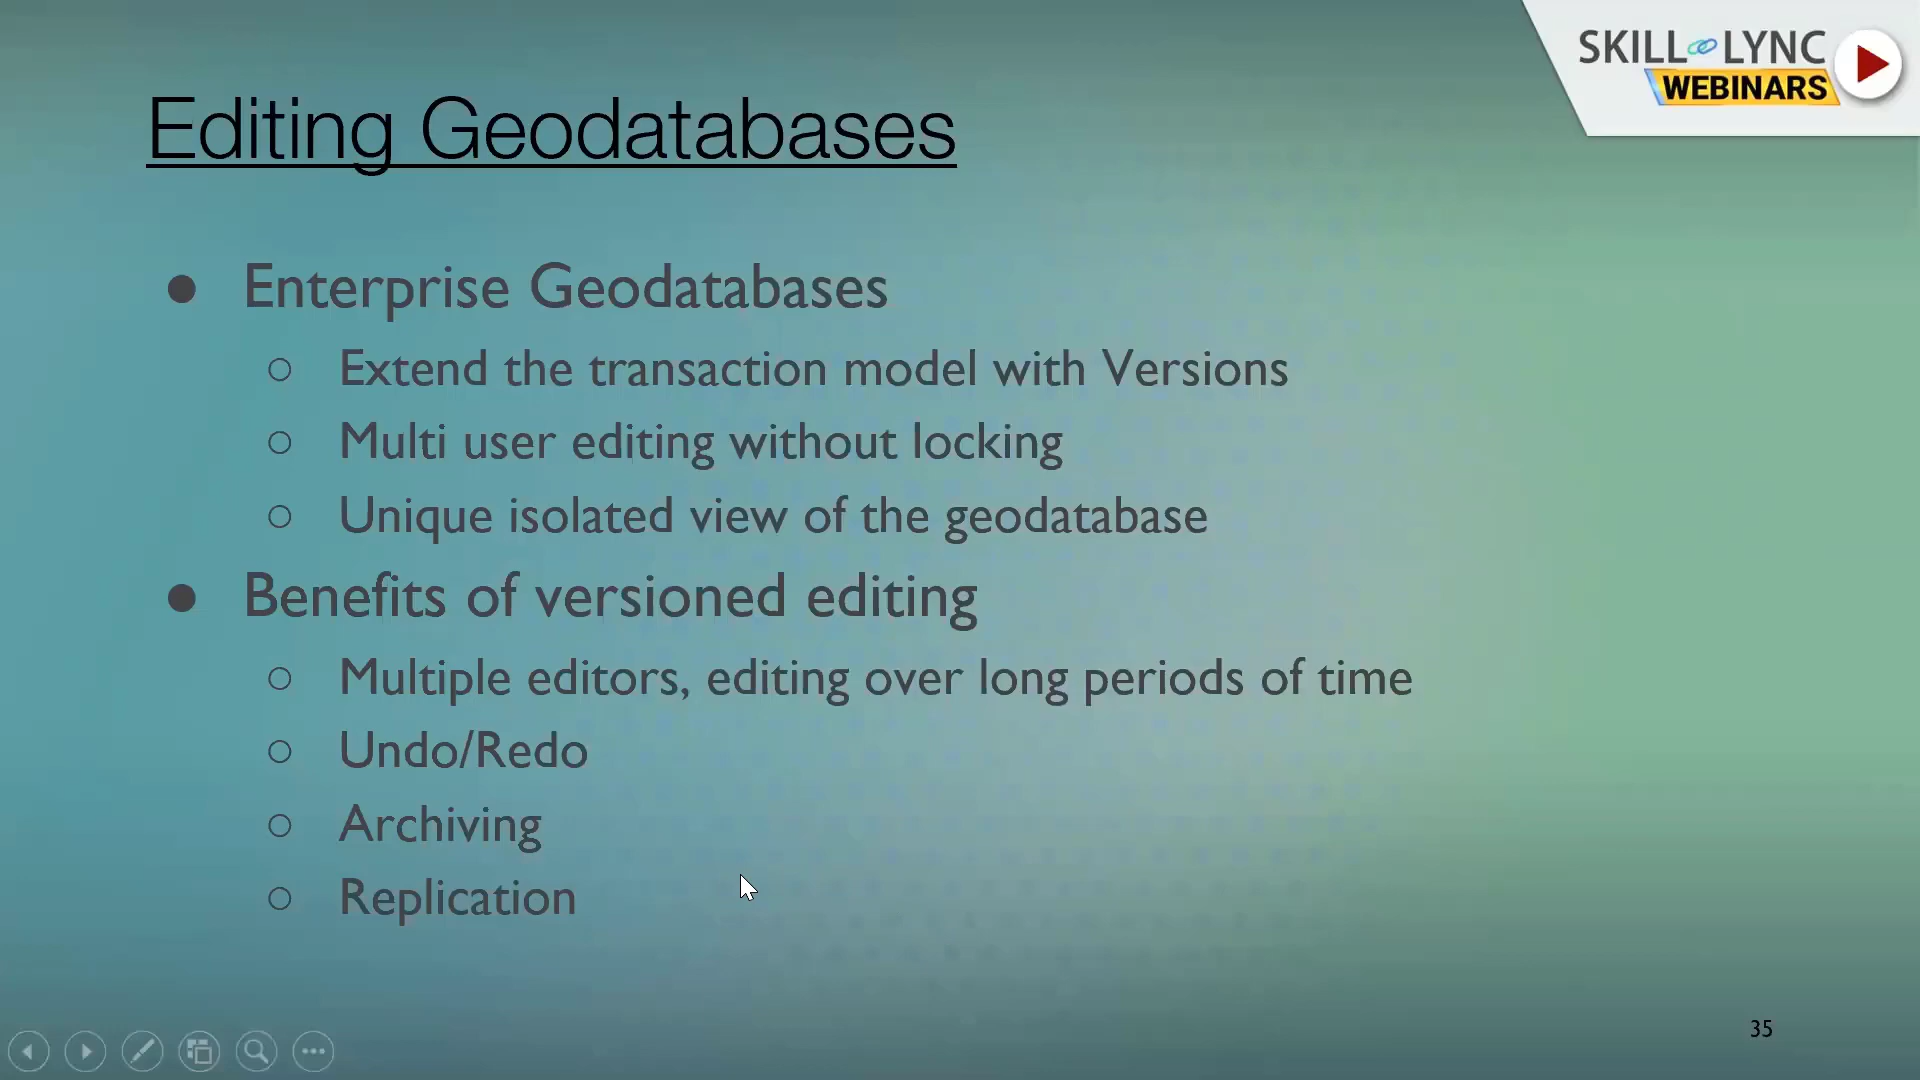 SKILL LYNC
WEBINARS
Editing Geodatabases
● Enterprise Geodatabases
○ Extend the transaction model with Versions
○ Multi user editing without locking
○ Unique isolated view of the geodatabase
● Benefits of versioned editing
○ Multiple editors, editing over long periods of time
○ Undo/Redo
○ Archiving
○ Replication
35